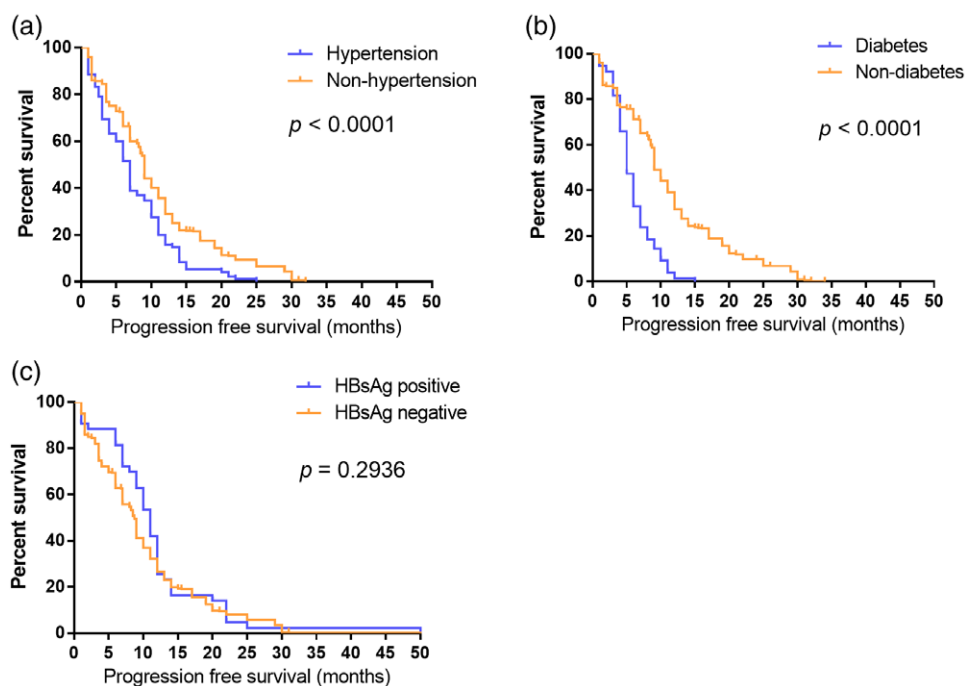 (a)
Hypertension
Non-hypertension
p < 0.0001
Percent survival
100
80
60
40
20
0
0 5 10 15 20 25 30 35 40 45 50
Progression free survival (months)
(b)
Diabetes
Non-diabetes
p < 0.0001
Percent survival
100
80
60
40
20
0
0 5 10 15 20 25 30 35 40 45 50
Progression free survival (months)
(c)
HBsAg positive
HBsAg negative
p = 0.2936
Percent survival
100
80
60
40
20
0
0 5 10 15 20 25 30 35 40 45 50
Progression free survival (months)